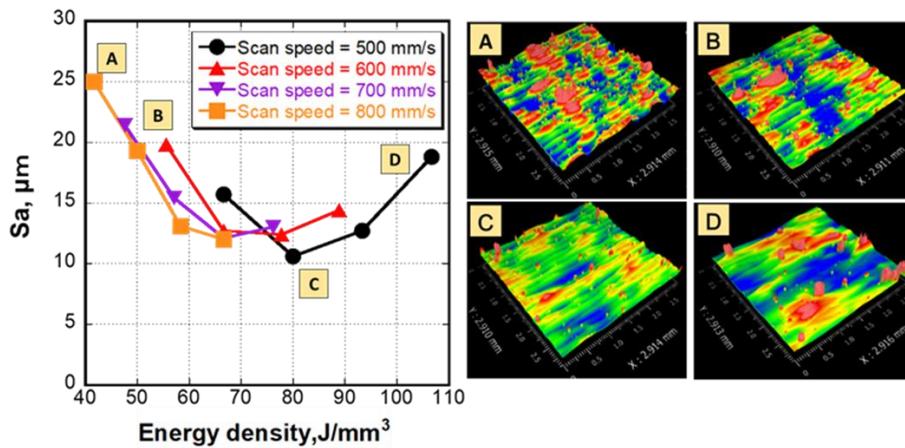 30
25
20
15
10
5
0
Sa, µm
40 50 60 70 80 90 100 110
Energy density,J/mm³
Scan speed = 500 mm/s
Scan speed = 600 mm/s
Scan speed = 700 mm/s
Scan speed = 800 mm/s
A
B
C
D
A
Y : 2.915 mm
X : 2.914 mm
B
Y : 2.910 mm
X : 2.911 mm
C
Y : 2.910 mm
X : 2.914 mm
D
Y : 2.913 mm
X : 2.916 mm